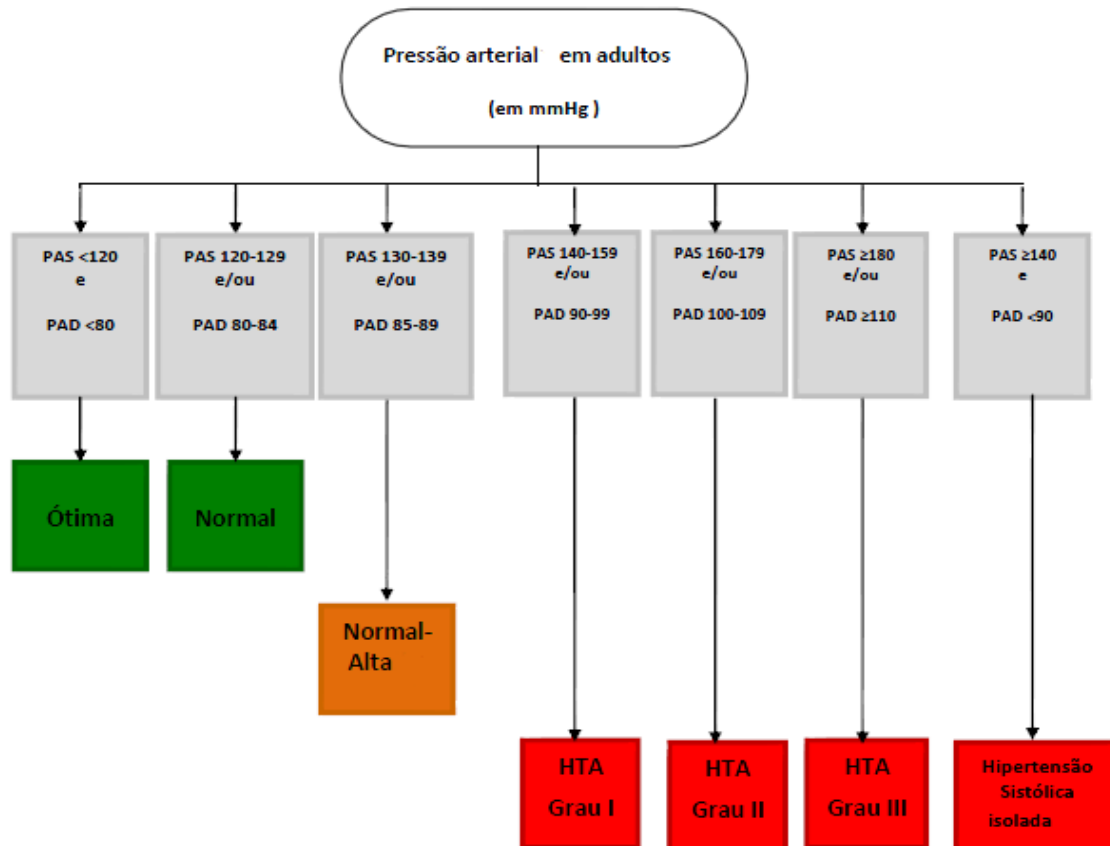 Pressão arterial em adultos
(em mmHg )
PAS <120
e
PAD <80
PAS 120-129
e/ou
PAD 80-84
PAS 130-139
e/ou
PAD 85-89
PAS 140-159
e/ou
PAD 90-99
PAS 160-179
e/ou
PAD 100-109
PAS ≥180
e/ou
PAD ≥110
PAS ≥140
e
PAD <90
Ótima
Normal
Normal-
Alta
HTA
Grau I
HTA
Grau II
HTA
Grau III
Hipertensão
Sistólica
isolada